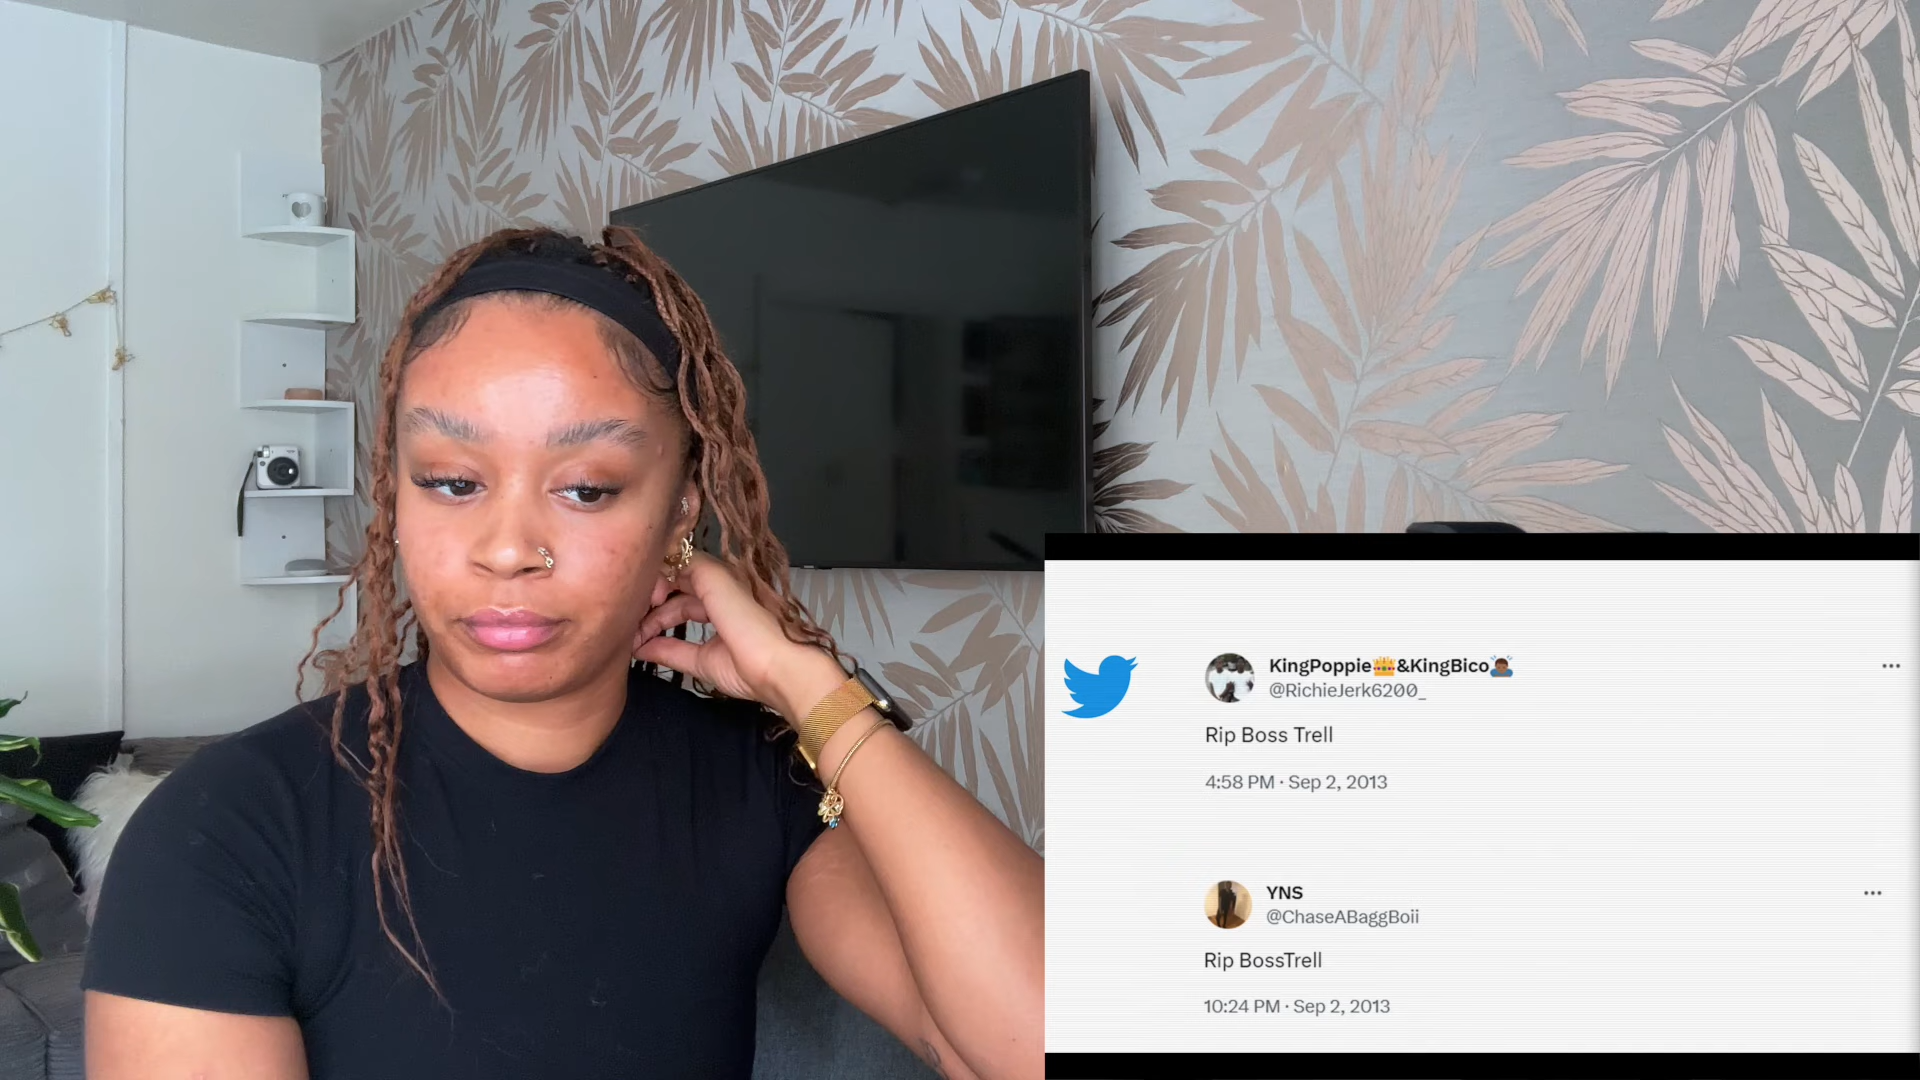 KingPoppie👑&KingBico🙇🏾‍♂️
@RichieJerk6200_
Rip Boss Trell
4:58 PM · Sep 2, 2013
YNS
@ChaseABaggBoii
Rip BossTrell
10:24 PM · Sep 2, 2013